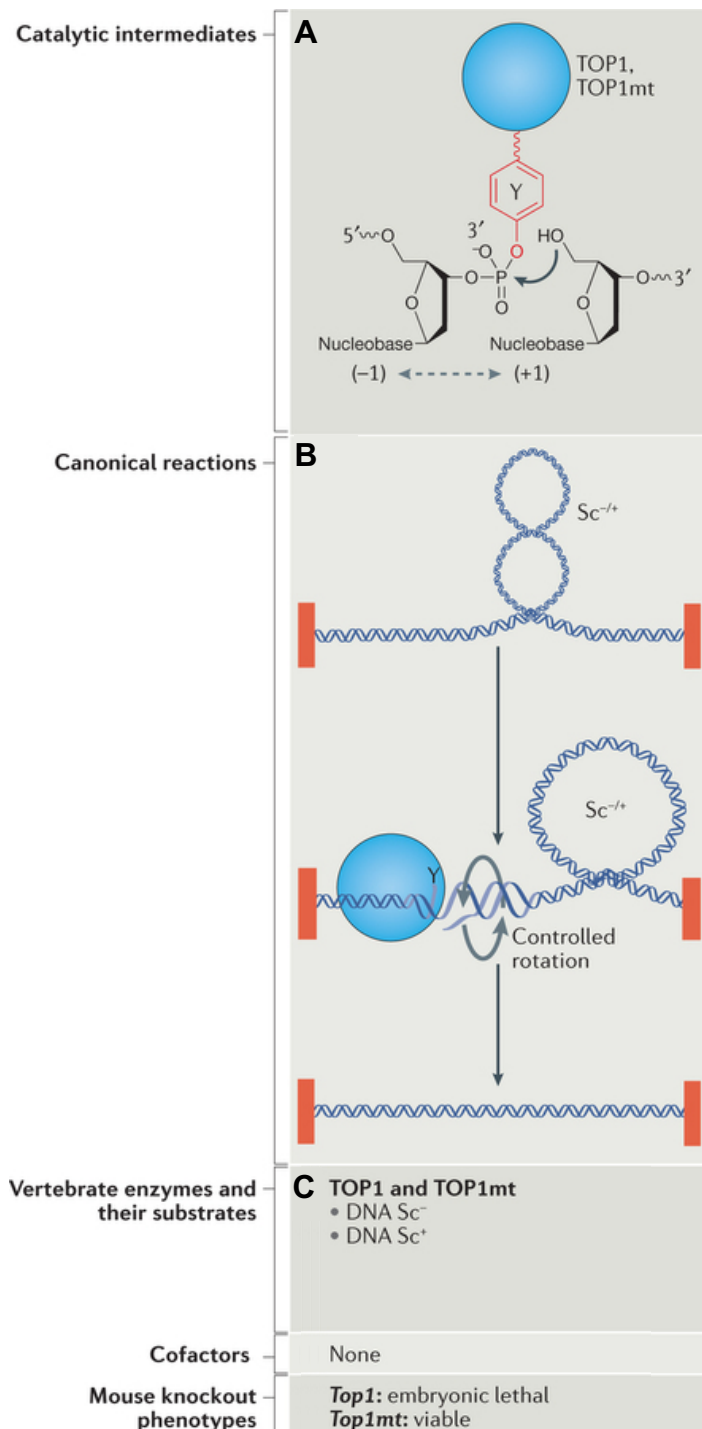 Catalytic intermediates
A
TOP1,
TOP1mt
Y
3′
5′
O
⁻O
O
HO
O
P
O
3′
O
O
O
Nucleobase
Nucleobase
(–1)
(+1)
Canonical reactions
B
Sc⁻/⁺
Sc⁻/⁺
Y
Controlled
rotation
Vertebrate enzymes and
their substrates
C
TOP1 and TOP1mt
• DNA Sc⁻
• DNA Sc⁺
Cofactors
None
Mouse knockout
phenotypes
Top1: embryonic lethal
Top1mt: viable